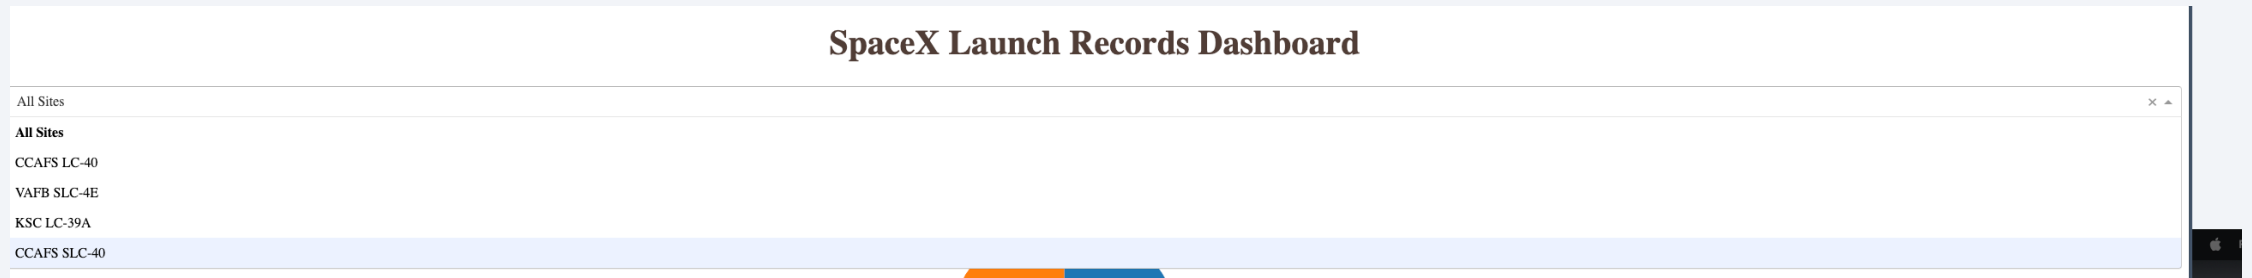 SpaceX Launch Records Dashboard
All Sites
All Sites
CCAFS LC-40
VAFB SLC-4E
KSC LC-39A
CCAFS SLC-40